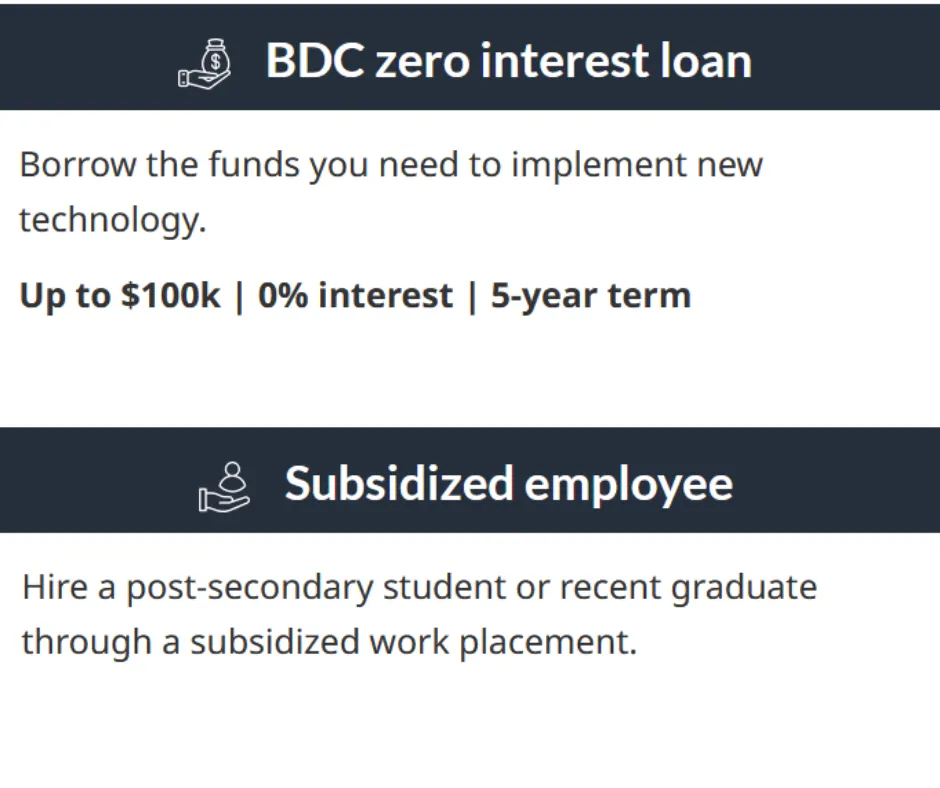 BDC zero interest loan
Borrow the funds you need to implement new
technology.
Up to $100k | 0% interest | 5-year term
Subsidized employee
Hire a post-secondary student or recent graduate
through a subsidized work placement.